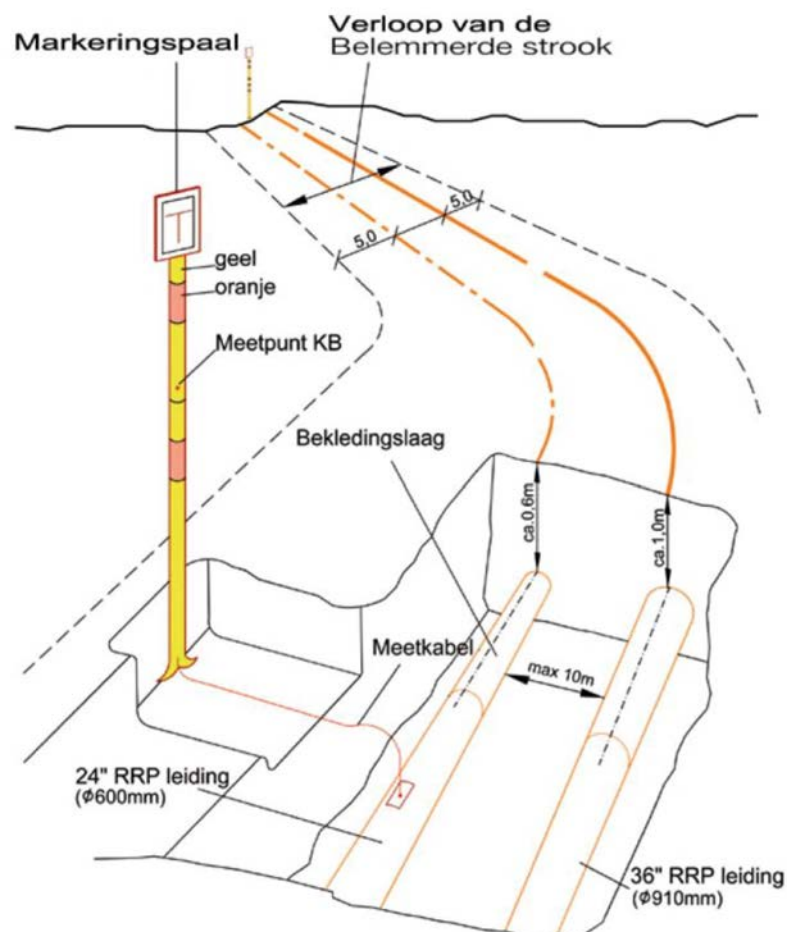 Markeringspaal
Verloop van de
Belemmerde strook
T
5,0
5,0
geel
oranje
Meetpunt KB
Bekledingslaag
ca.0,6m
ca.1,0m
Meetkabel
max 10m
24" RRP leiding
(ϕ600mm)
36" RRP leiding
(ϕ910mm)